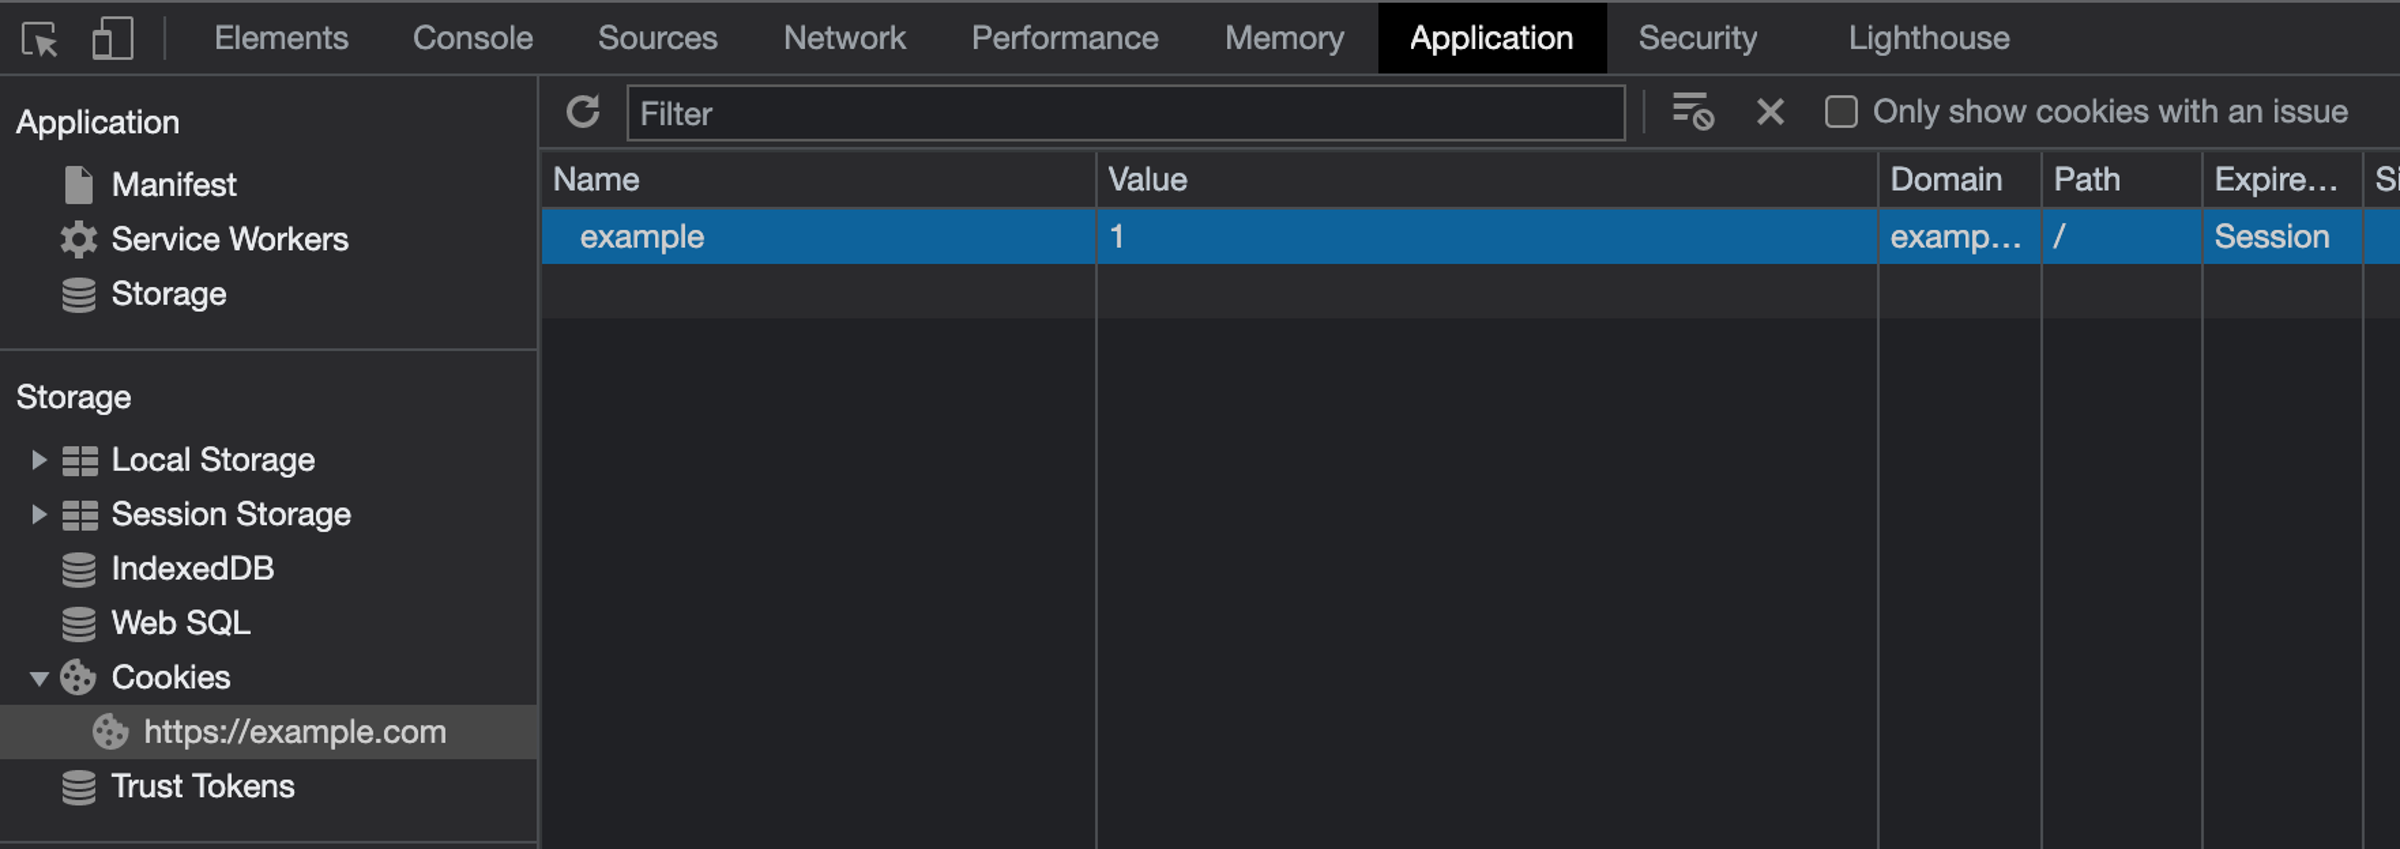 Elements Console Sources Network Performance Memory Application Security Lighthouse
Application
Manifest
Service Workers
Storage
Storage
Local Storage
Session Storage
IndexedDB
Web SQL
Cookies
https://example.com
Trust Tokens
Filter Only show cookies with an issue
Name Value Domain Path Expire... Si
example 1 examp... / Session